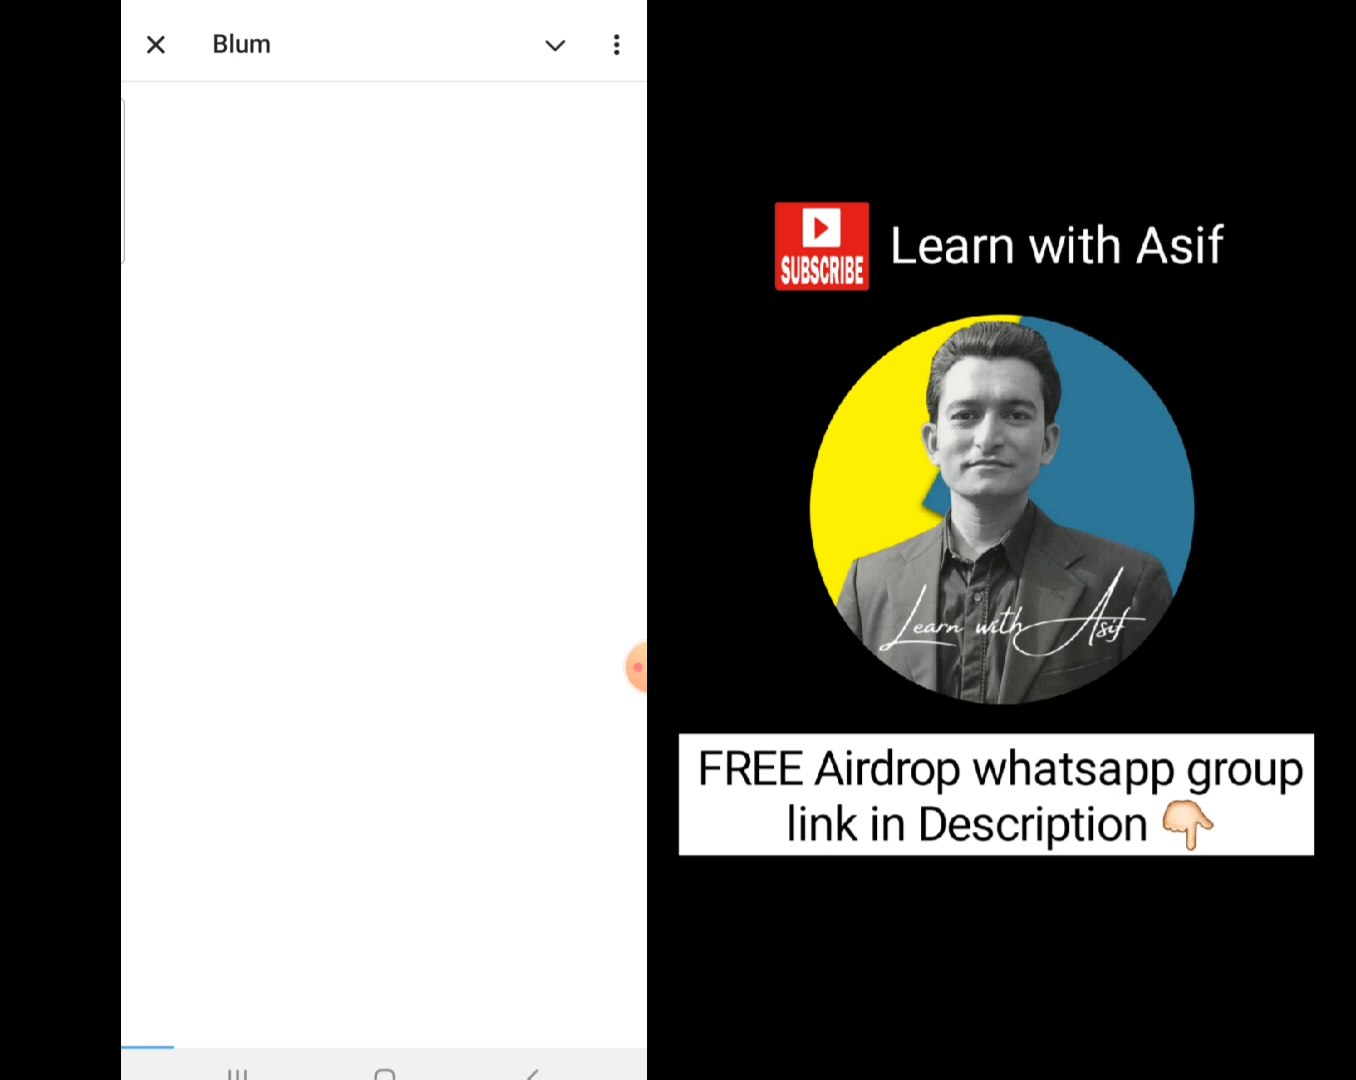 Blum
SUBSCRIBE
Learn with Asif
Learn with Asif
FREE Airdrop whatsapp group
link in Description 👇🏻